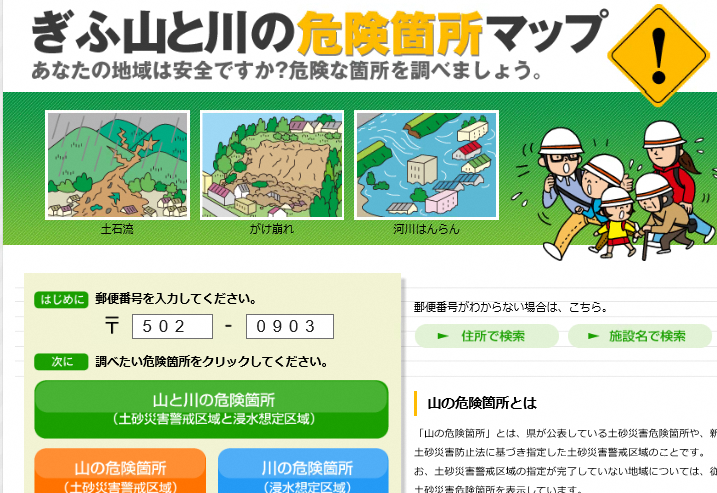 ぎふ山と川の危険箇所マップ
あなたの地域は安全ですか?危険な箇所を調べましょう。
!
土石流
がけ崩れ
河川はんらん
はじめに 郵便番号を入力してください。
〒 502 - 0903
次に 調べたい危険箇所をクリックしてください。
山と川の危険箇所
(土砂災害警戒区域と浸水想定区域)
山の危険箇所
(土砂災害警戒区域)
川の危険箇所
(浸水想定区域)
郵便番号がわからない場合は、こちら。
► 住所で検索
► 施設名で検索
山の危険箇所とは
「山の危険箇所」とは、県が公表している土砂災害危険箇所や、新
土砂災害防止法に基づき指定した土砂災害警戒区域のことです。
お、土砂災害警戒区域の指定が完了していない地域については、従
土砂災害危険箇所を表示しています。